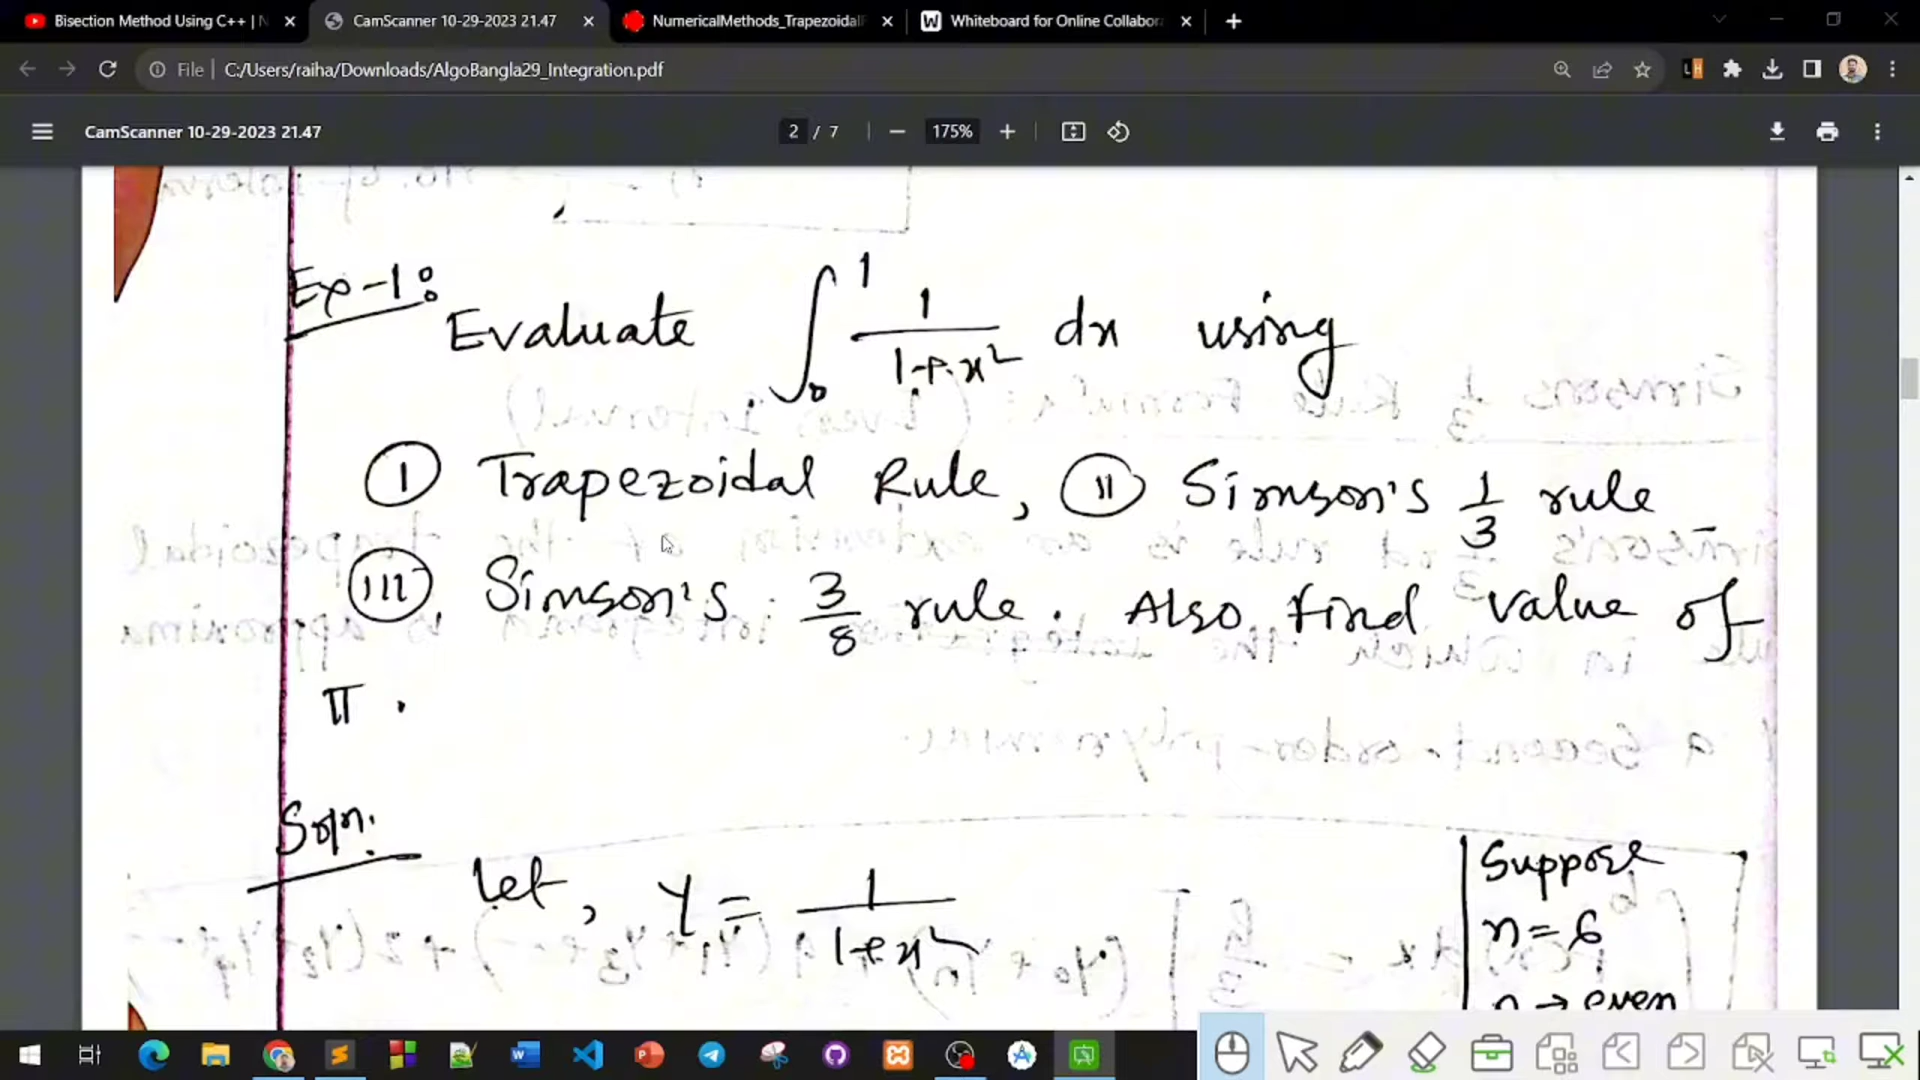 Bisection Method Using C++ | N
CamScanner 10-29-2023 21.47
NumericalMethods_Trapezoidal
Whiteboard for Online Collabor
File
C:/Users/raiha/Downloads/AlgoBangla29_Integration.pdf
CamScanner 10-29-2023 21.47
2 / 7
175%
Ex-1:
Evaluate ∫₀¹ 1/(1+x²) dx using
I Trapezoidal Rule, II Simson's 1/3 rule
III Simson's 3/8 rule. Also find value of
π.
Soln.
Let, Y = 1/(1+x²)
Suppose
n = 6
n → even